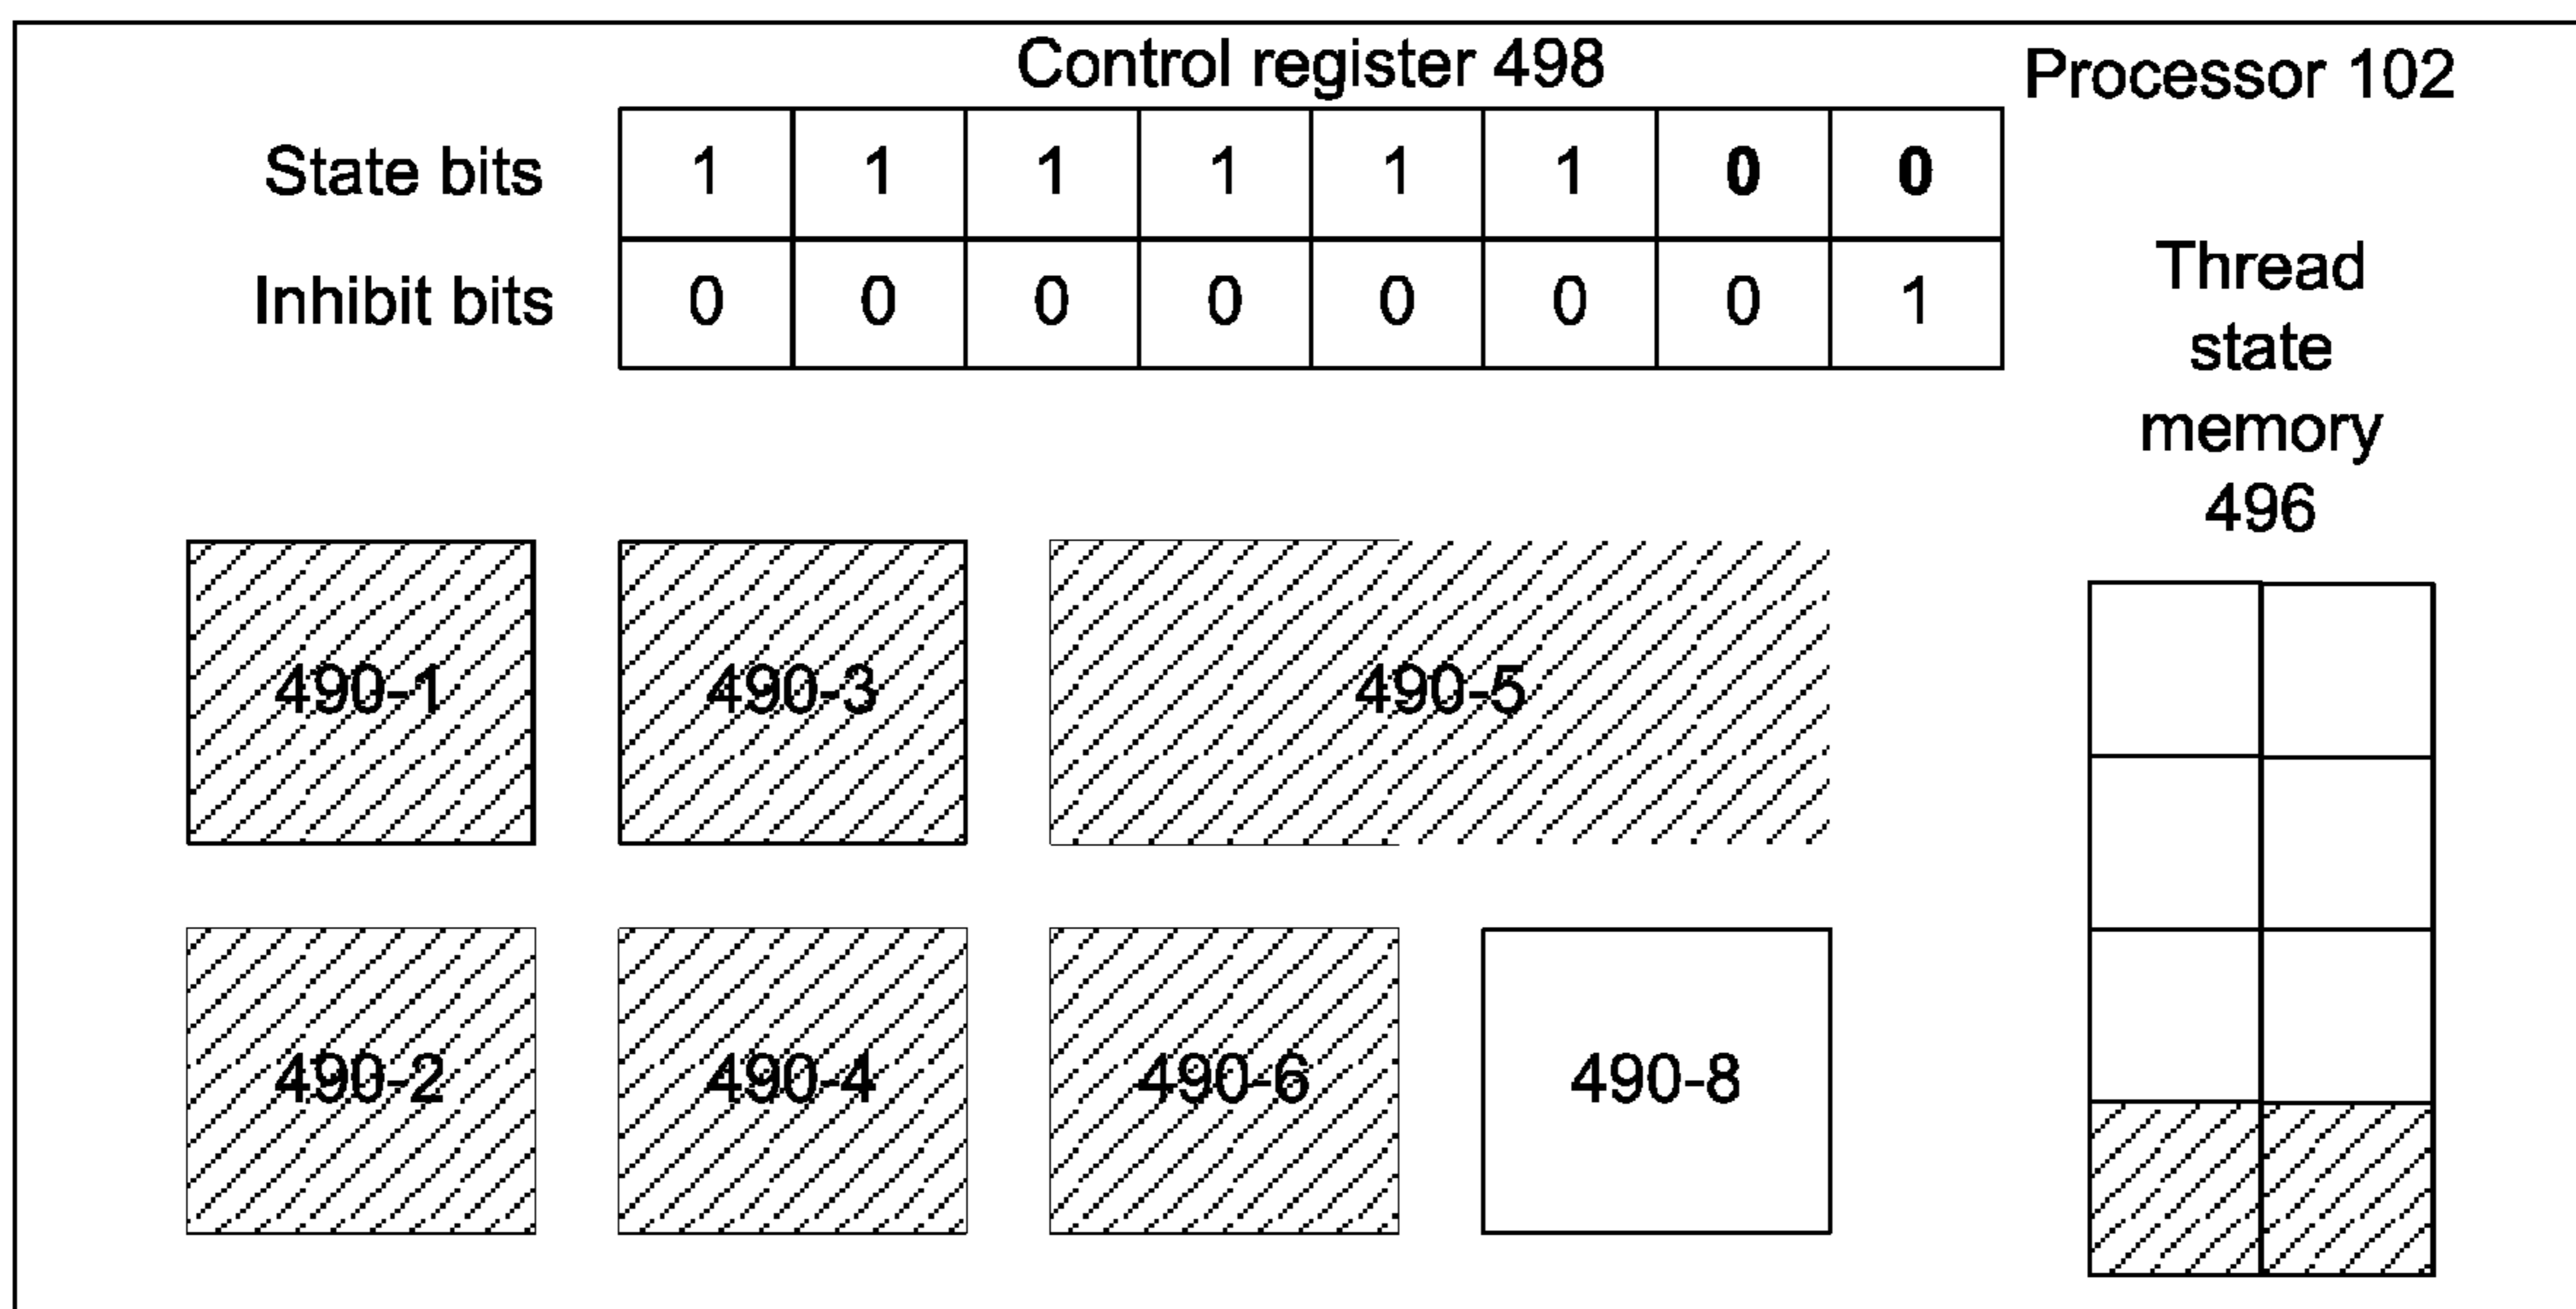 Control register 498
Processor 102
State bits 1 1 1 1 1 1 0 0
Inhibit bits 0 0 0 0 0 0 0 1
Thread
state
memory
496
490-1 490-3 490-5
490-2 490-4 490-6 490-8